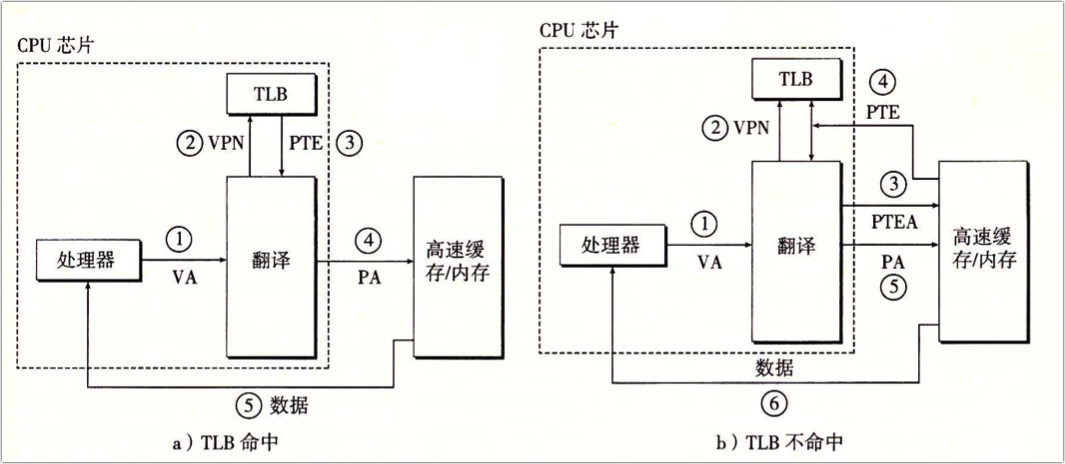 CPU 芯片
TLB
② VPN
PTE ③
处理器
①
VA
翻译
④
PA
高速缓
存/内存
⑤ 数据
a）TLB 命中
CPU 芯片
TLB
② VPN
④
PTE
处理器
①
VA
翻译
③
PTEA
PA
⑤
高速缓
存/内存
数据
⑥
b）TLB 不命中